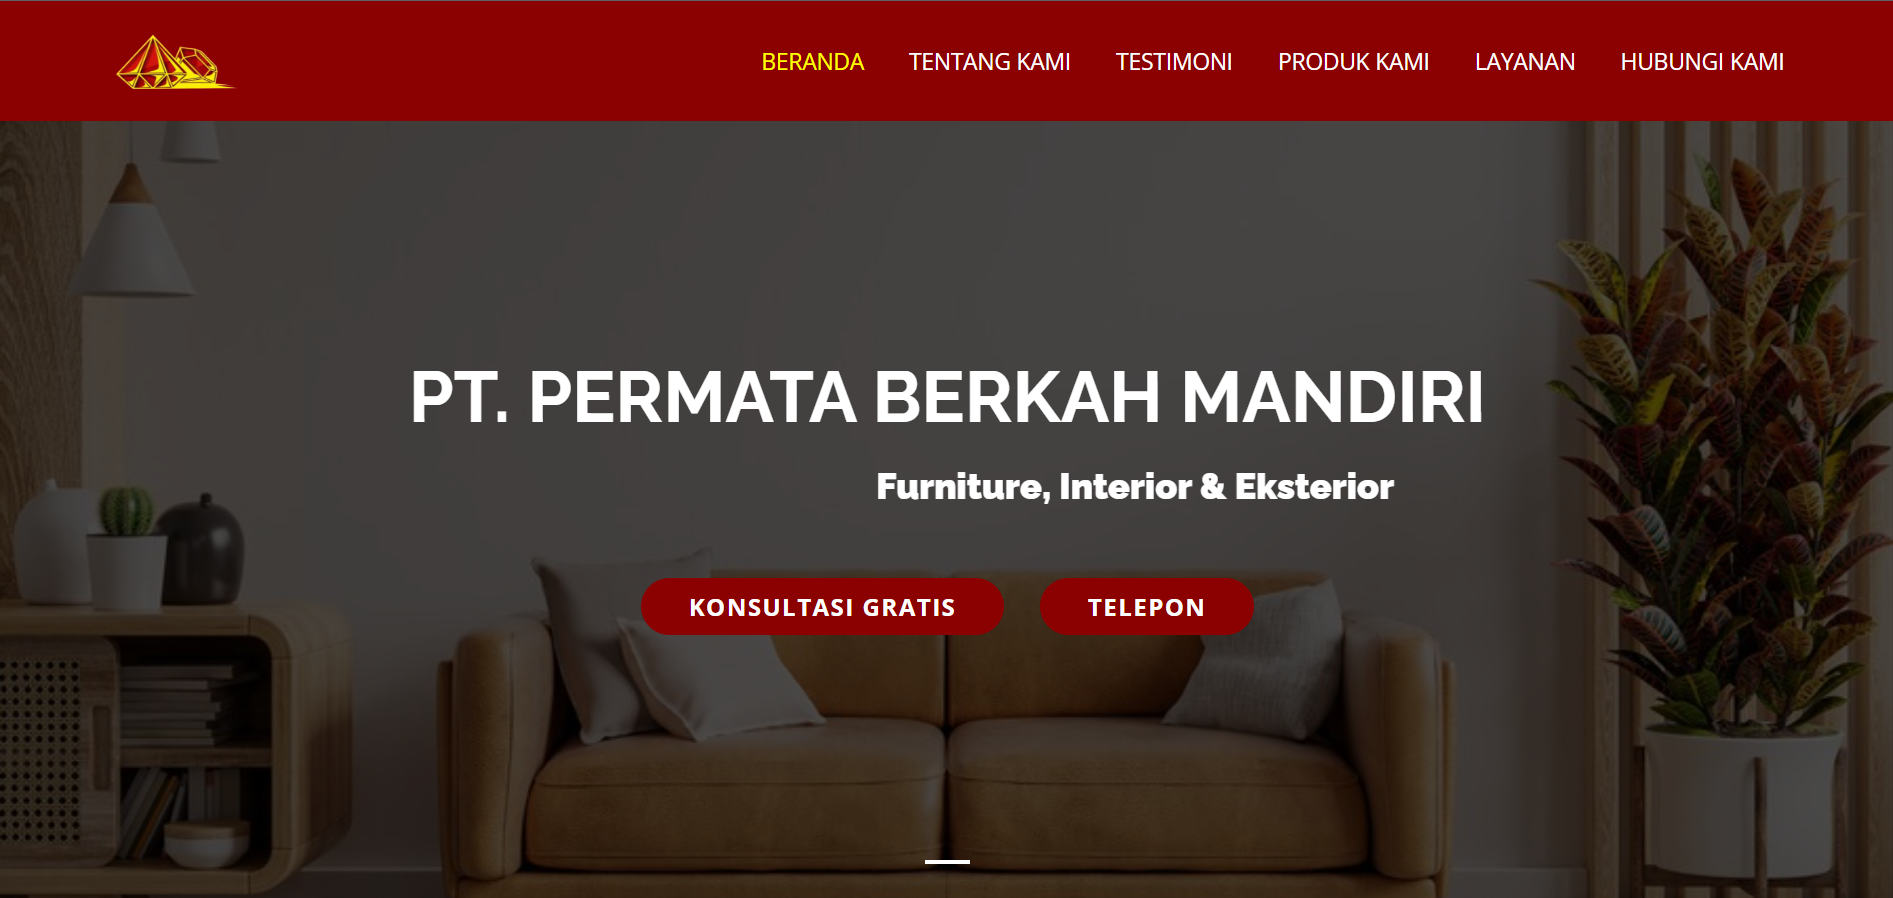 BERANDA TENTANG KAMI TESTIMONI PRODUK KAMI LAYANAN HUBUNGI KAMI
PT. PERMATA BERKAH MANDIRI
Furniture, Interior & Eksterior
KONSULTASI GRATIS TELEPON